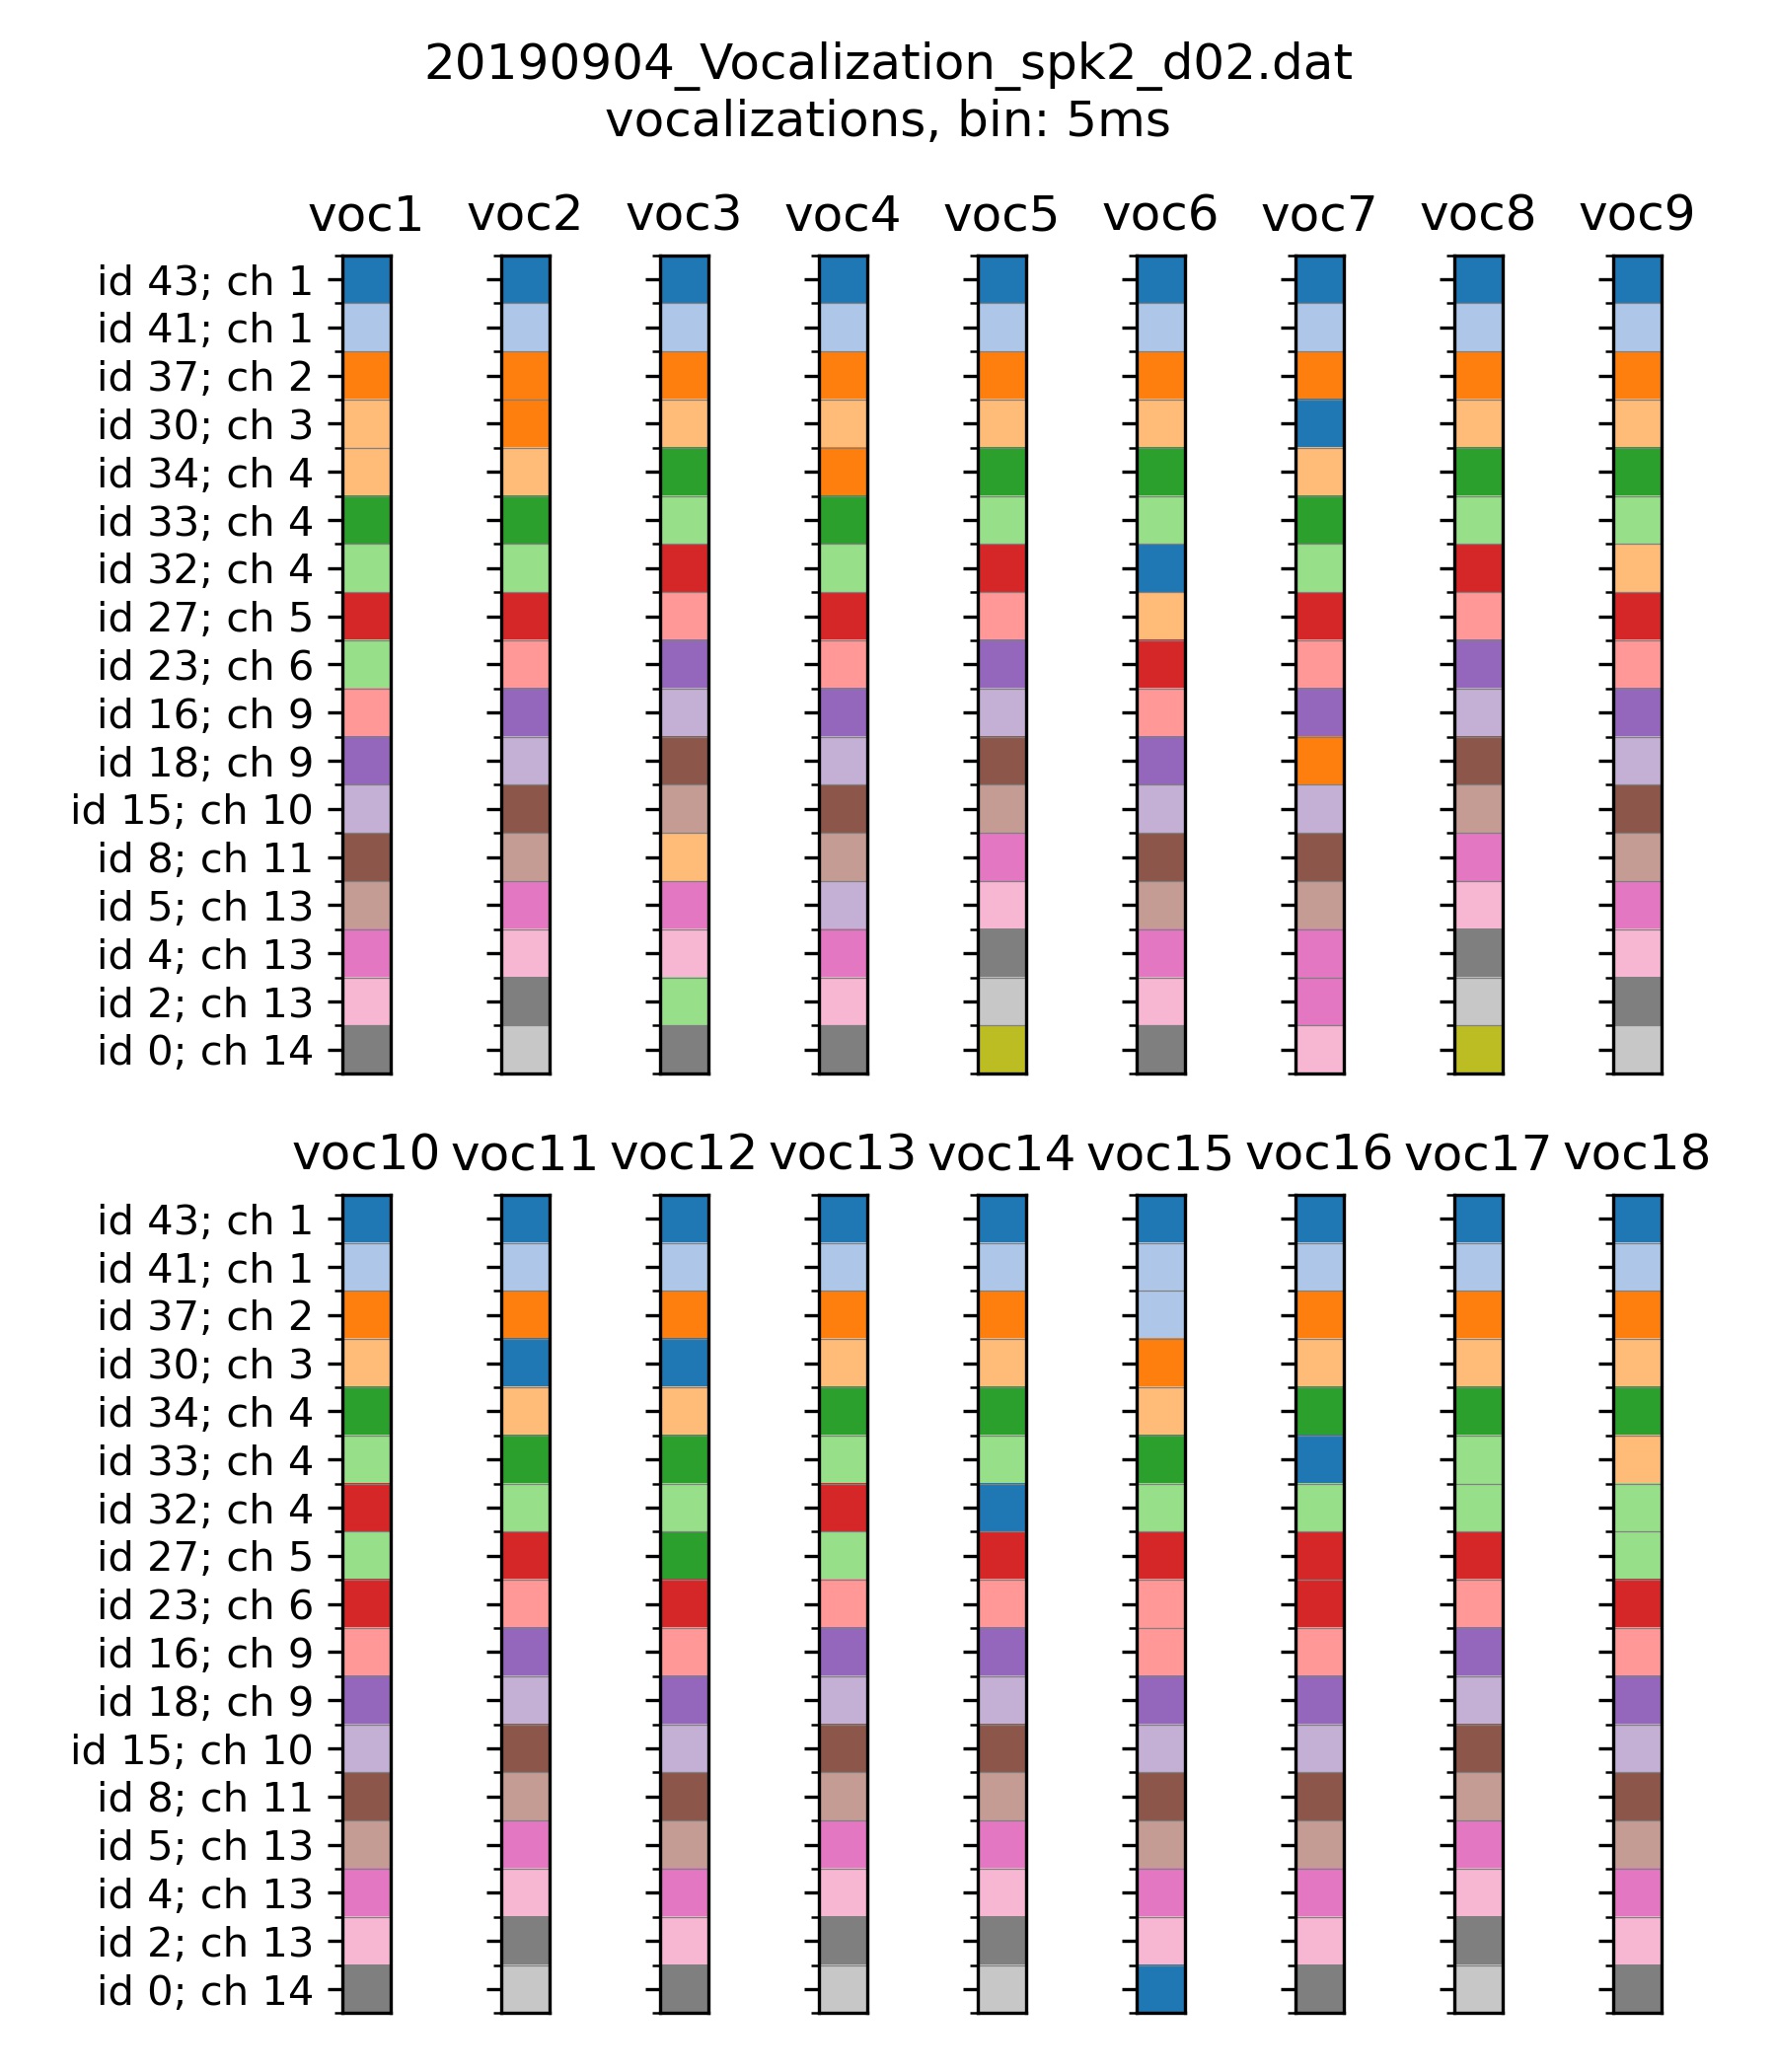 20190904_Vocalization_spk2_d02.dat
vocalizations, bin: 5ms
voc1 voc2 voc3 voc4 voc5 voc6 voc7 voc8 voc9
id 43; ch 1
id 41; ch 1
id 37; ch 2
id 30; ch 3
id 34; ch 4
id 33; ch 4
id 32; ch 4
id 27; ch 5
id 23; ch 6
id 16; ch 9
id 18; ch 9
id 15; ch 10
id 8; ch 11
id 5; ch 13
id 4; ch 13
id 2; ch 13
id 0; ch 14
voc10 voc11 voc12 voc13 voc14 voc15 voc16 voc17 voc18
id 43; ch 1
id 41; ch 1
id 37; ch 2
id 30; ch 3
id 34; ch 4
id 33; ch 4
id 32; ch 4
id 27; ch 5
id 23; ch 6
id 16; ch 9
id 18; ch 9
id 15; ch 10
id 8; ch 11
id 5; ch 13
id 4; ch 13
id 2; ch 13
id 0; ch 14